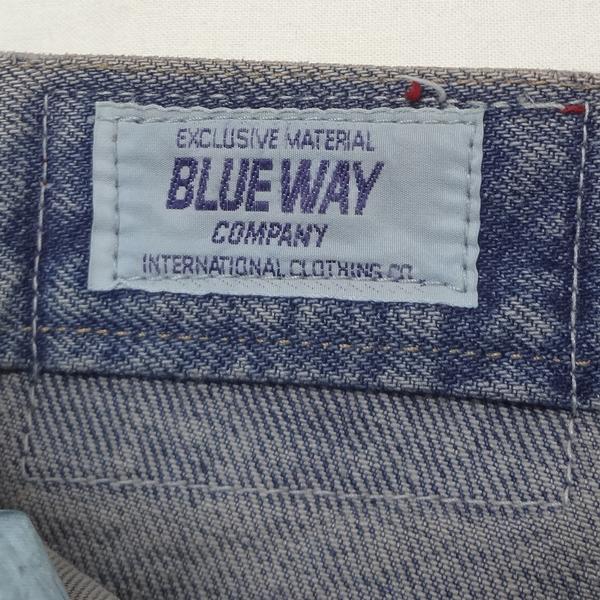 EXCLUSIVE MATERIAL
BLUE WAY
COMPANY
INTERNATIONAL CLOTHING CO.